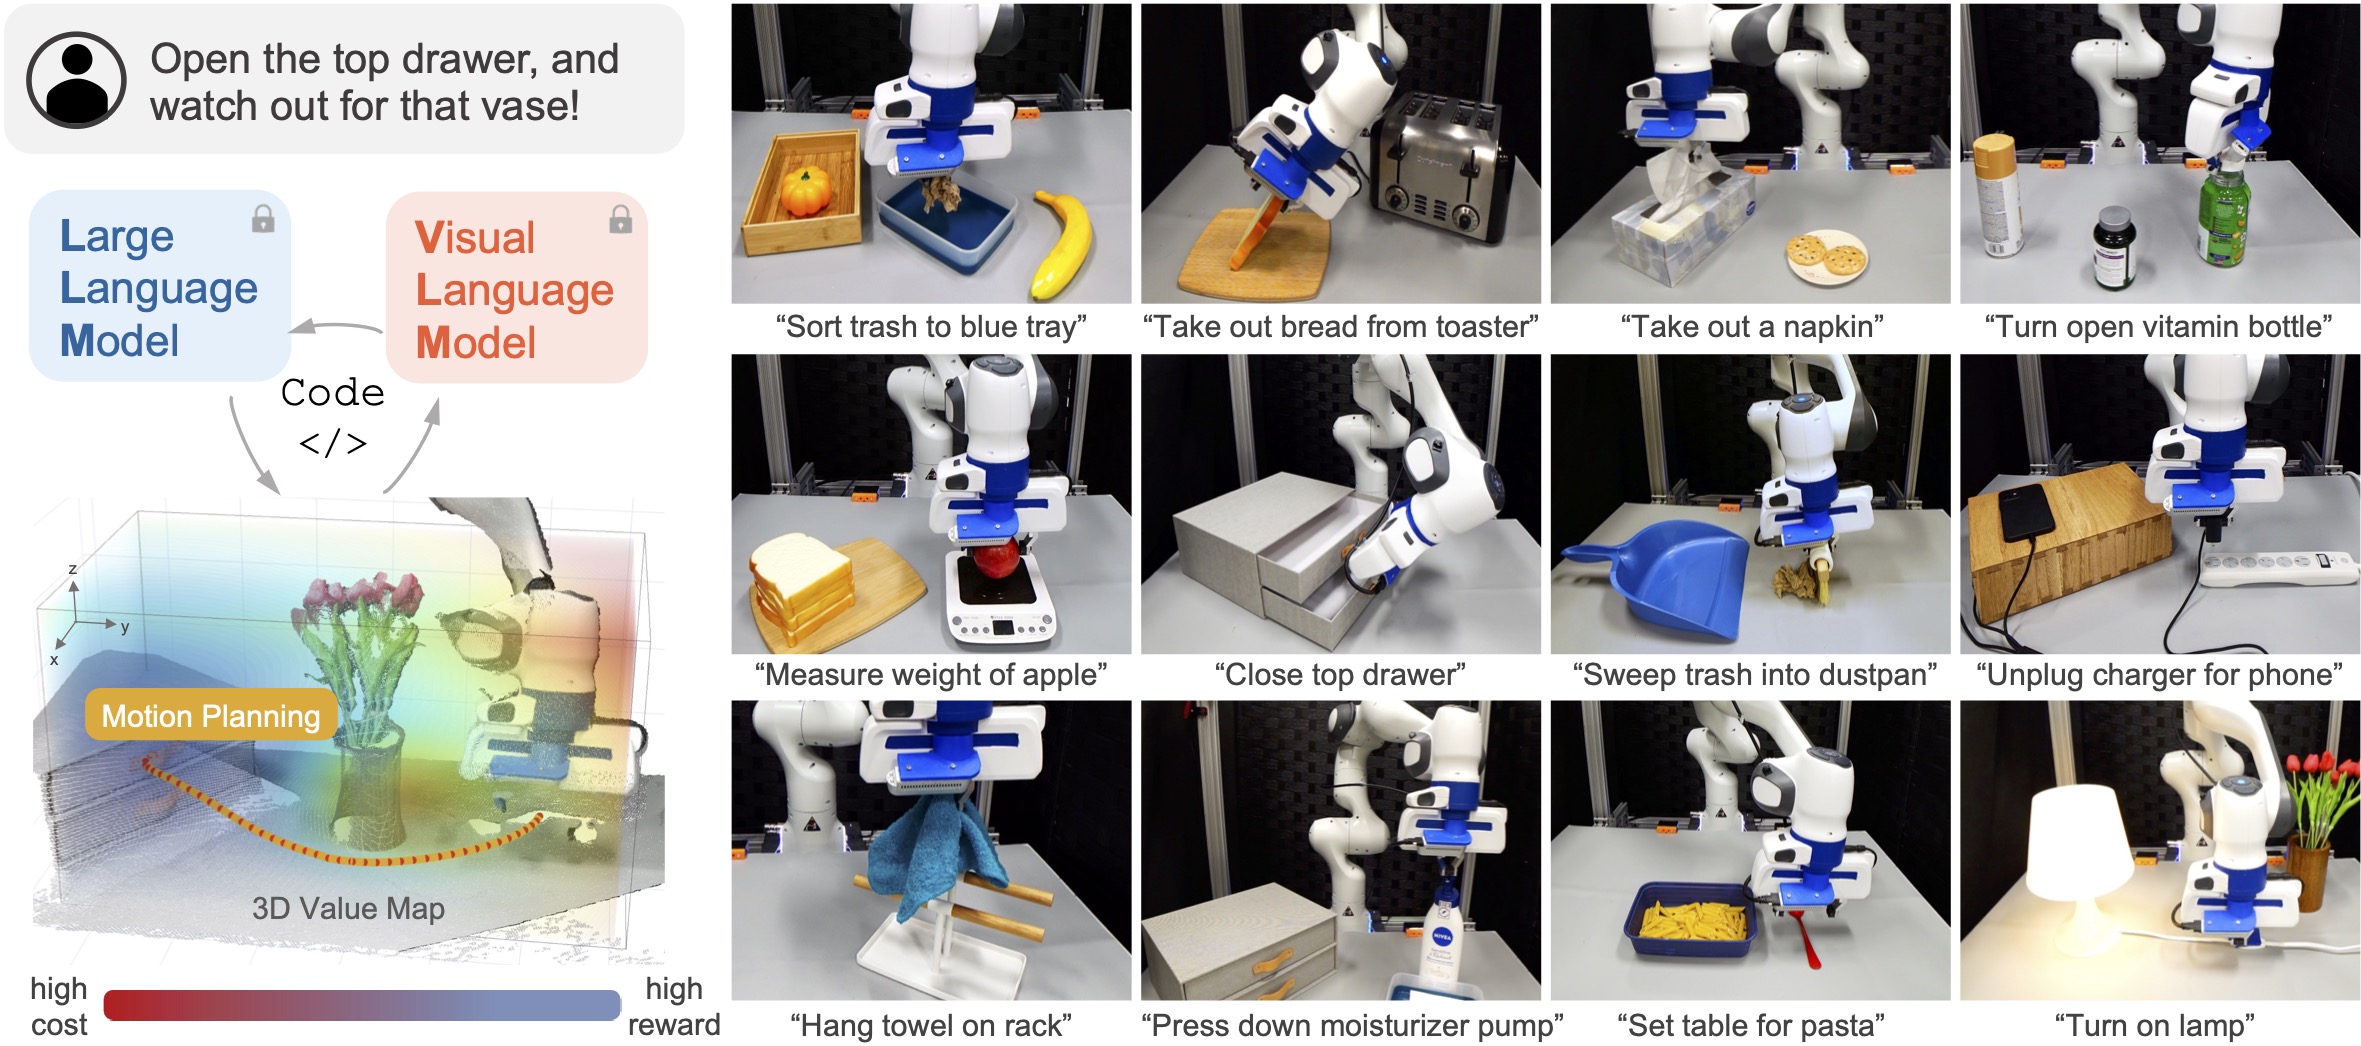 Open the top drawer, and
watch out for that vase!
Large
Language
Model
Visual
Language
Model
Code
</>
z
y
x
Motion Planning
3D Value Map
high
cost
high
reward
“Sort trash to blue tray”
“Take out bread from toaster”
“Take out a napkin”
“Turn open vitamin bottle”
“Measure weight of apple”
“Close top drawer”
“Sweep trash into dustpan”
“Unplug charger for phone”
NIVEA
“Hang towel on rack”
“Press down moisturizer pump”
“Set table for pasta”
“Turn on lamp”